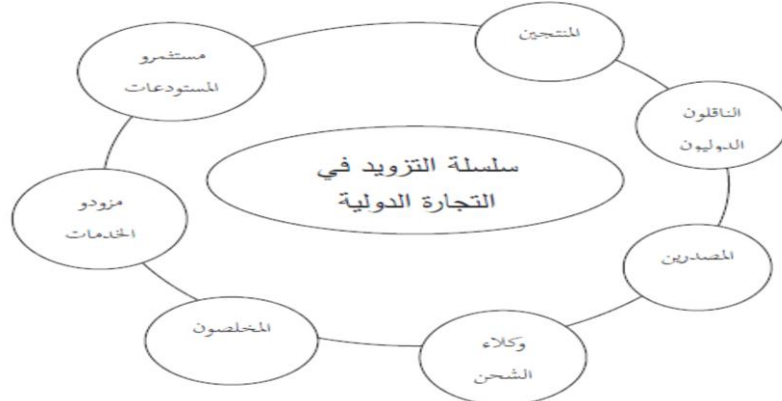 المنتجين
مستثمرو
المستودعات
الناقلون
الدوليون
سلسلة التزويد في
التجارة الدولية
مزودو
الخدمات
المصدرين
المخلصون
وكلاء
الشحن